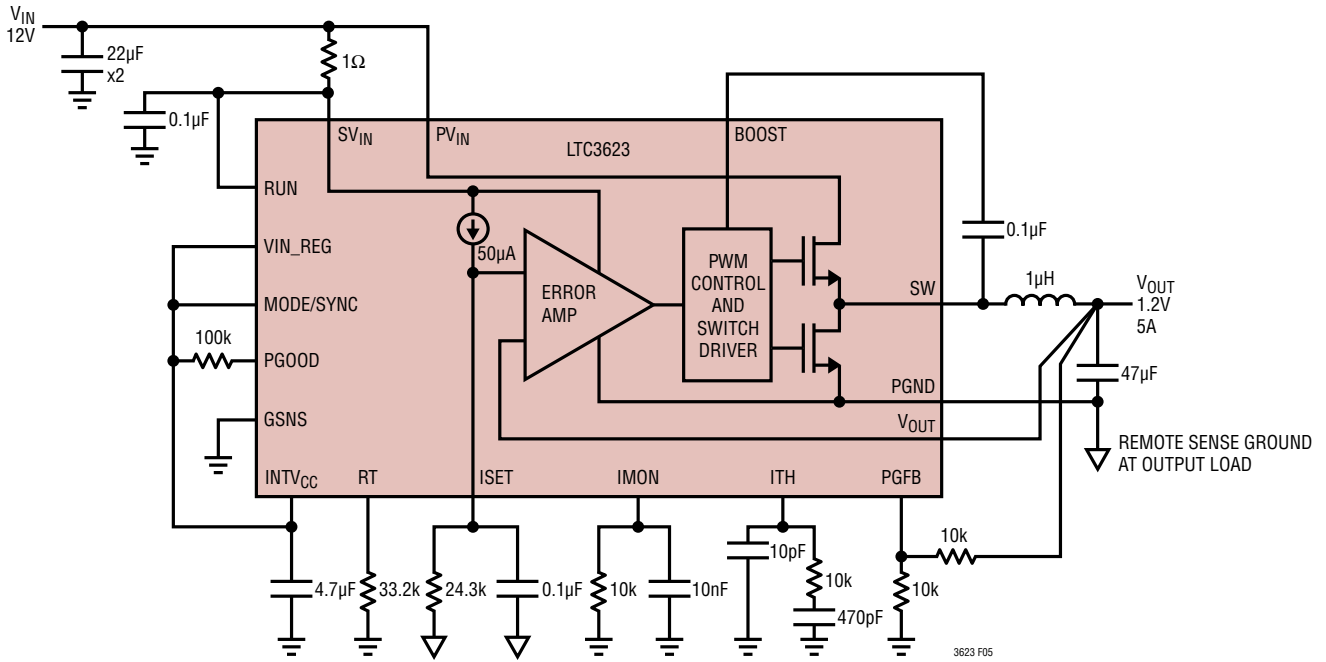 VIN
12V
22µF
x2
1Ω
0.1µF
SVIN
PVIN
BOOST
LTC3623
RUN
VIN_REG
MODE/SYNC
100k
PGOOD
GSNS
50µA
ERROR
AMP
PWM
CONTROL
AND
SWITCH
DRIVER
0.1µF
SW
1µH
VOUT
1.2V
5A
PGND
47µF
VOUT
REMOTE SENSE GROUND
AT OUTPUT LOAD
INTVCC
RT
ISET
IMON
ITH
PGFB
4.7µF
33.2k
24.3k
0.1µF
10k
10nF
10pF
10k
470pF
10k
10k
3623 F05